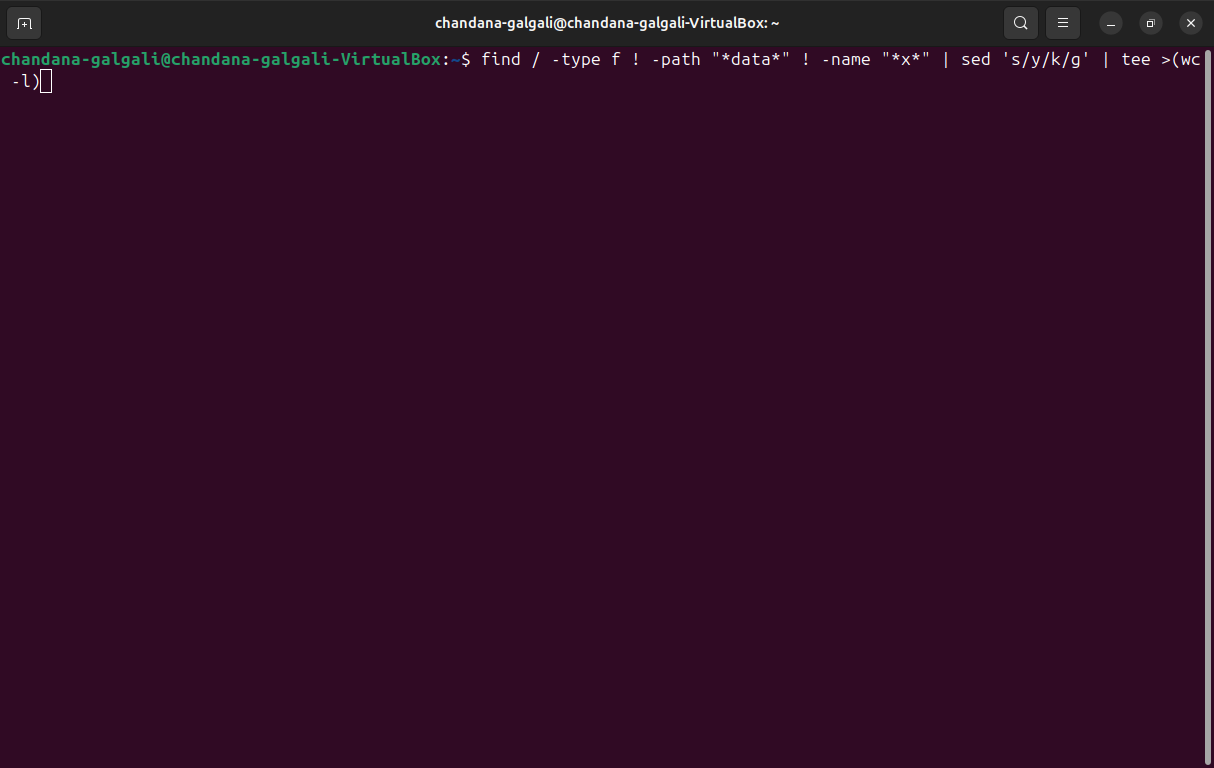 chandana-galgali@chandana-galgali-VirtualBox: ~
chandana-galgali@chandana-galgali-VirtualBox:~$ find / -type f ! -path "*data*" ! -name "*x*" | sed 's/y/k/g' | tee >(wc
 -l)